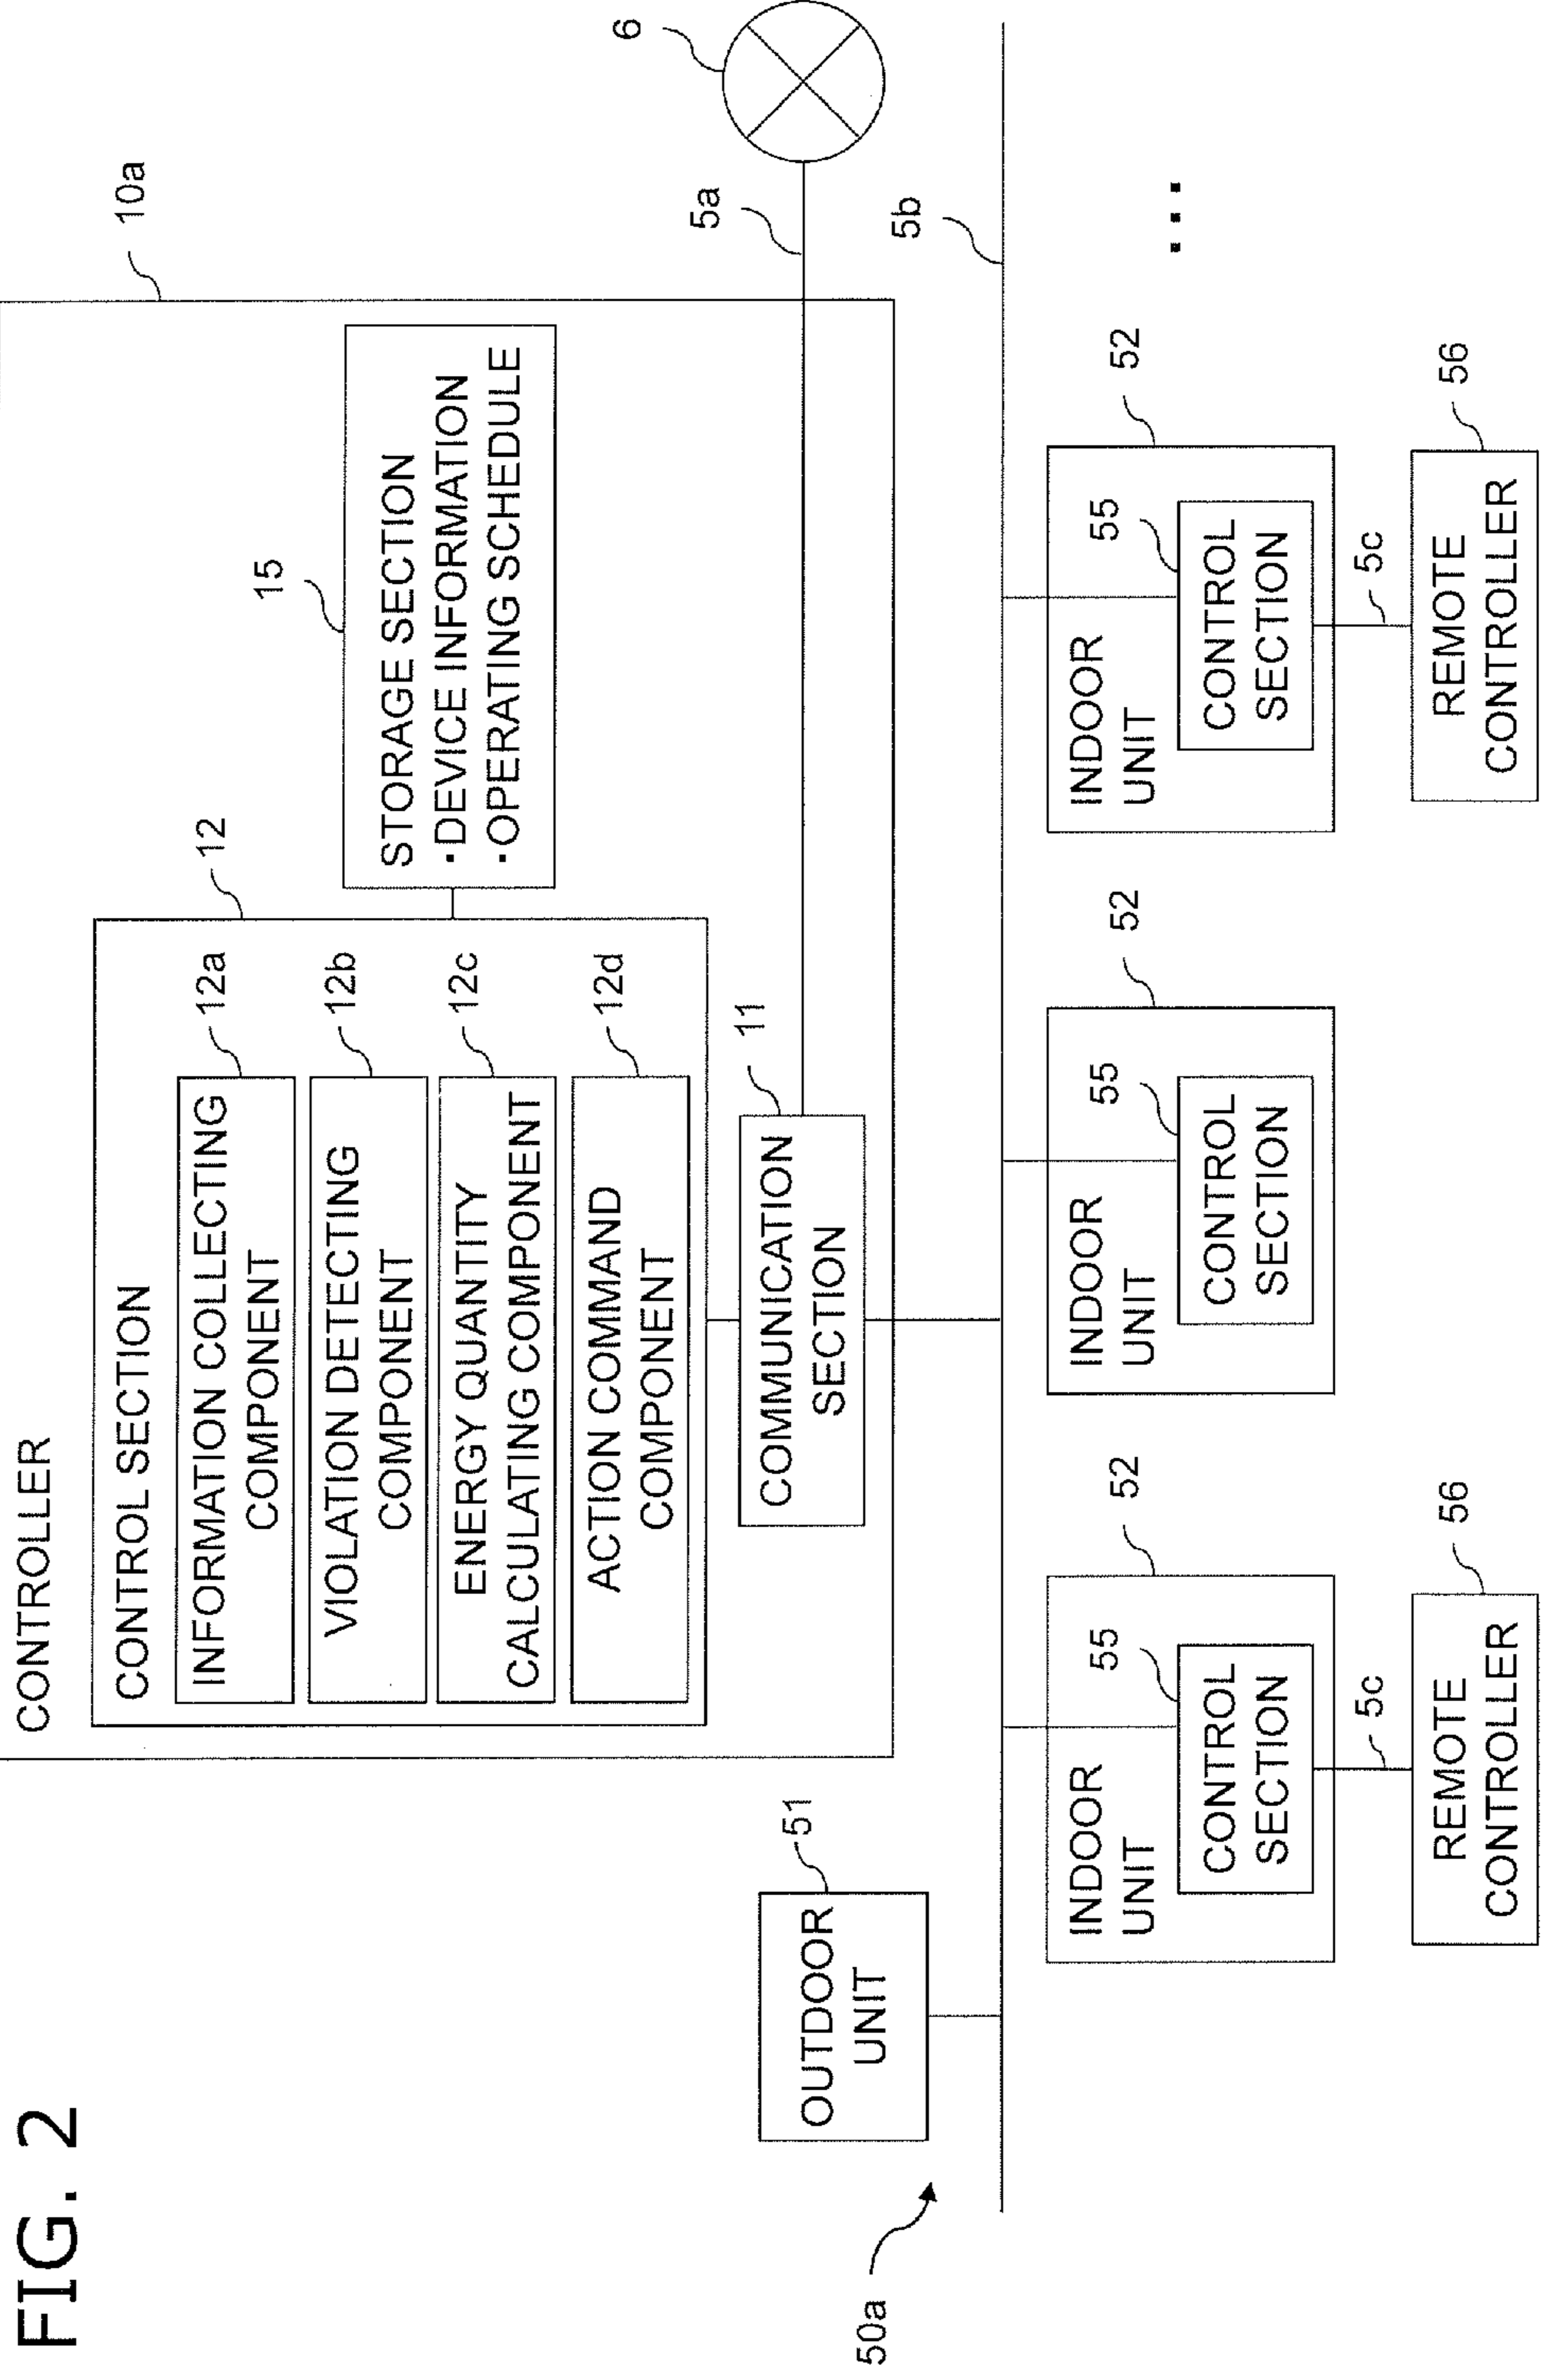 FIG. 2
CONTROLLER
10a
CONTROL SECTION
12
INFORMATION COLLECTING
COMPONENT
12a
VIOLATION DETECTING
COMPONENT
12b
ENERGY QUANTITY
CALCULATING COMPONENT
12c
ACTION COMMAND
COMPONENT
12d
15
STORAGE SECTION
・DEVICE INFORMATION
・OPERATING SCHEDULE
COMMUNICATION
SECTION
11
5a
6
50a
OUTDOOR
UNIT
51
5b
INDOOR
UNIT
52
CONTROL
SECTION
55
5c
REMOTE
CONTROLLER
56
INDOOR
UNIT
52
CONTROL
SECTION
55
INDOOR
UNIT
52
CONTROL
SECTION
55
5c
REMOTE
CONTROLLER
56
...